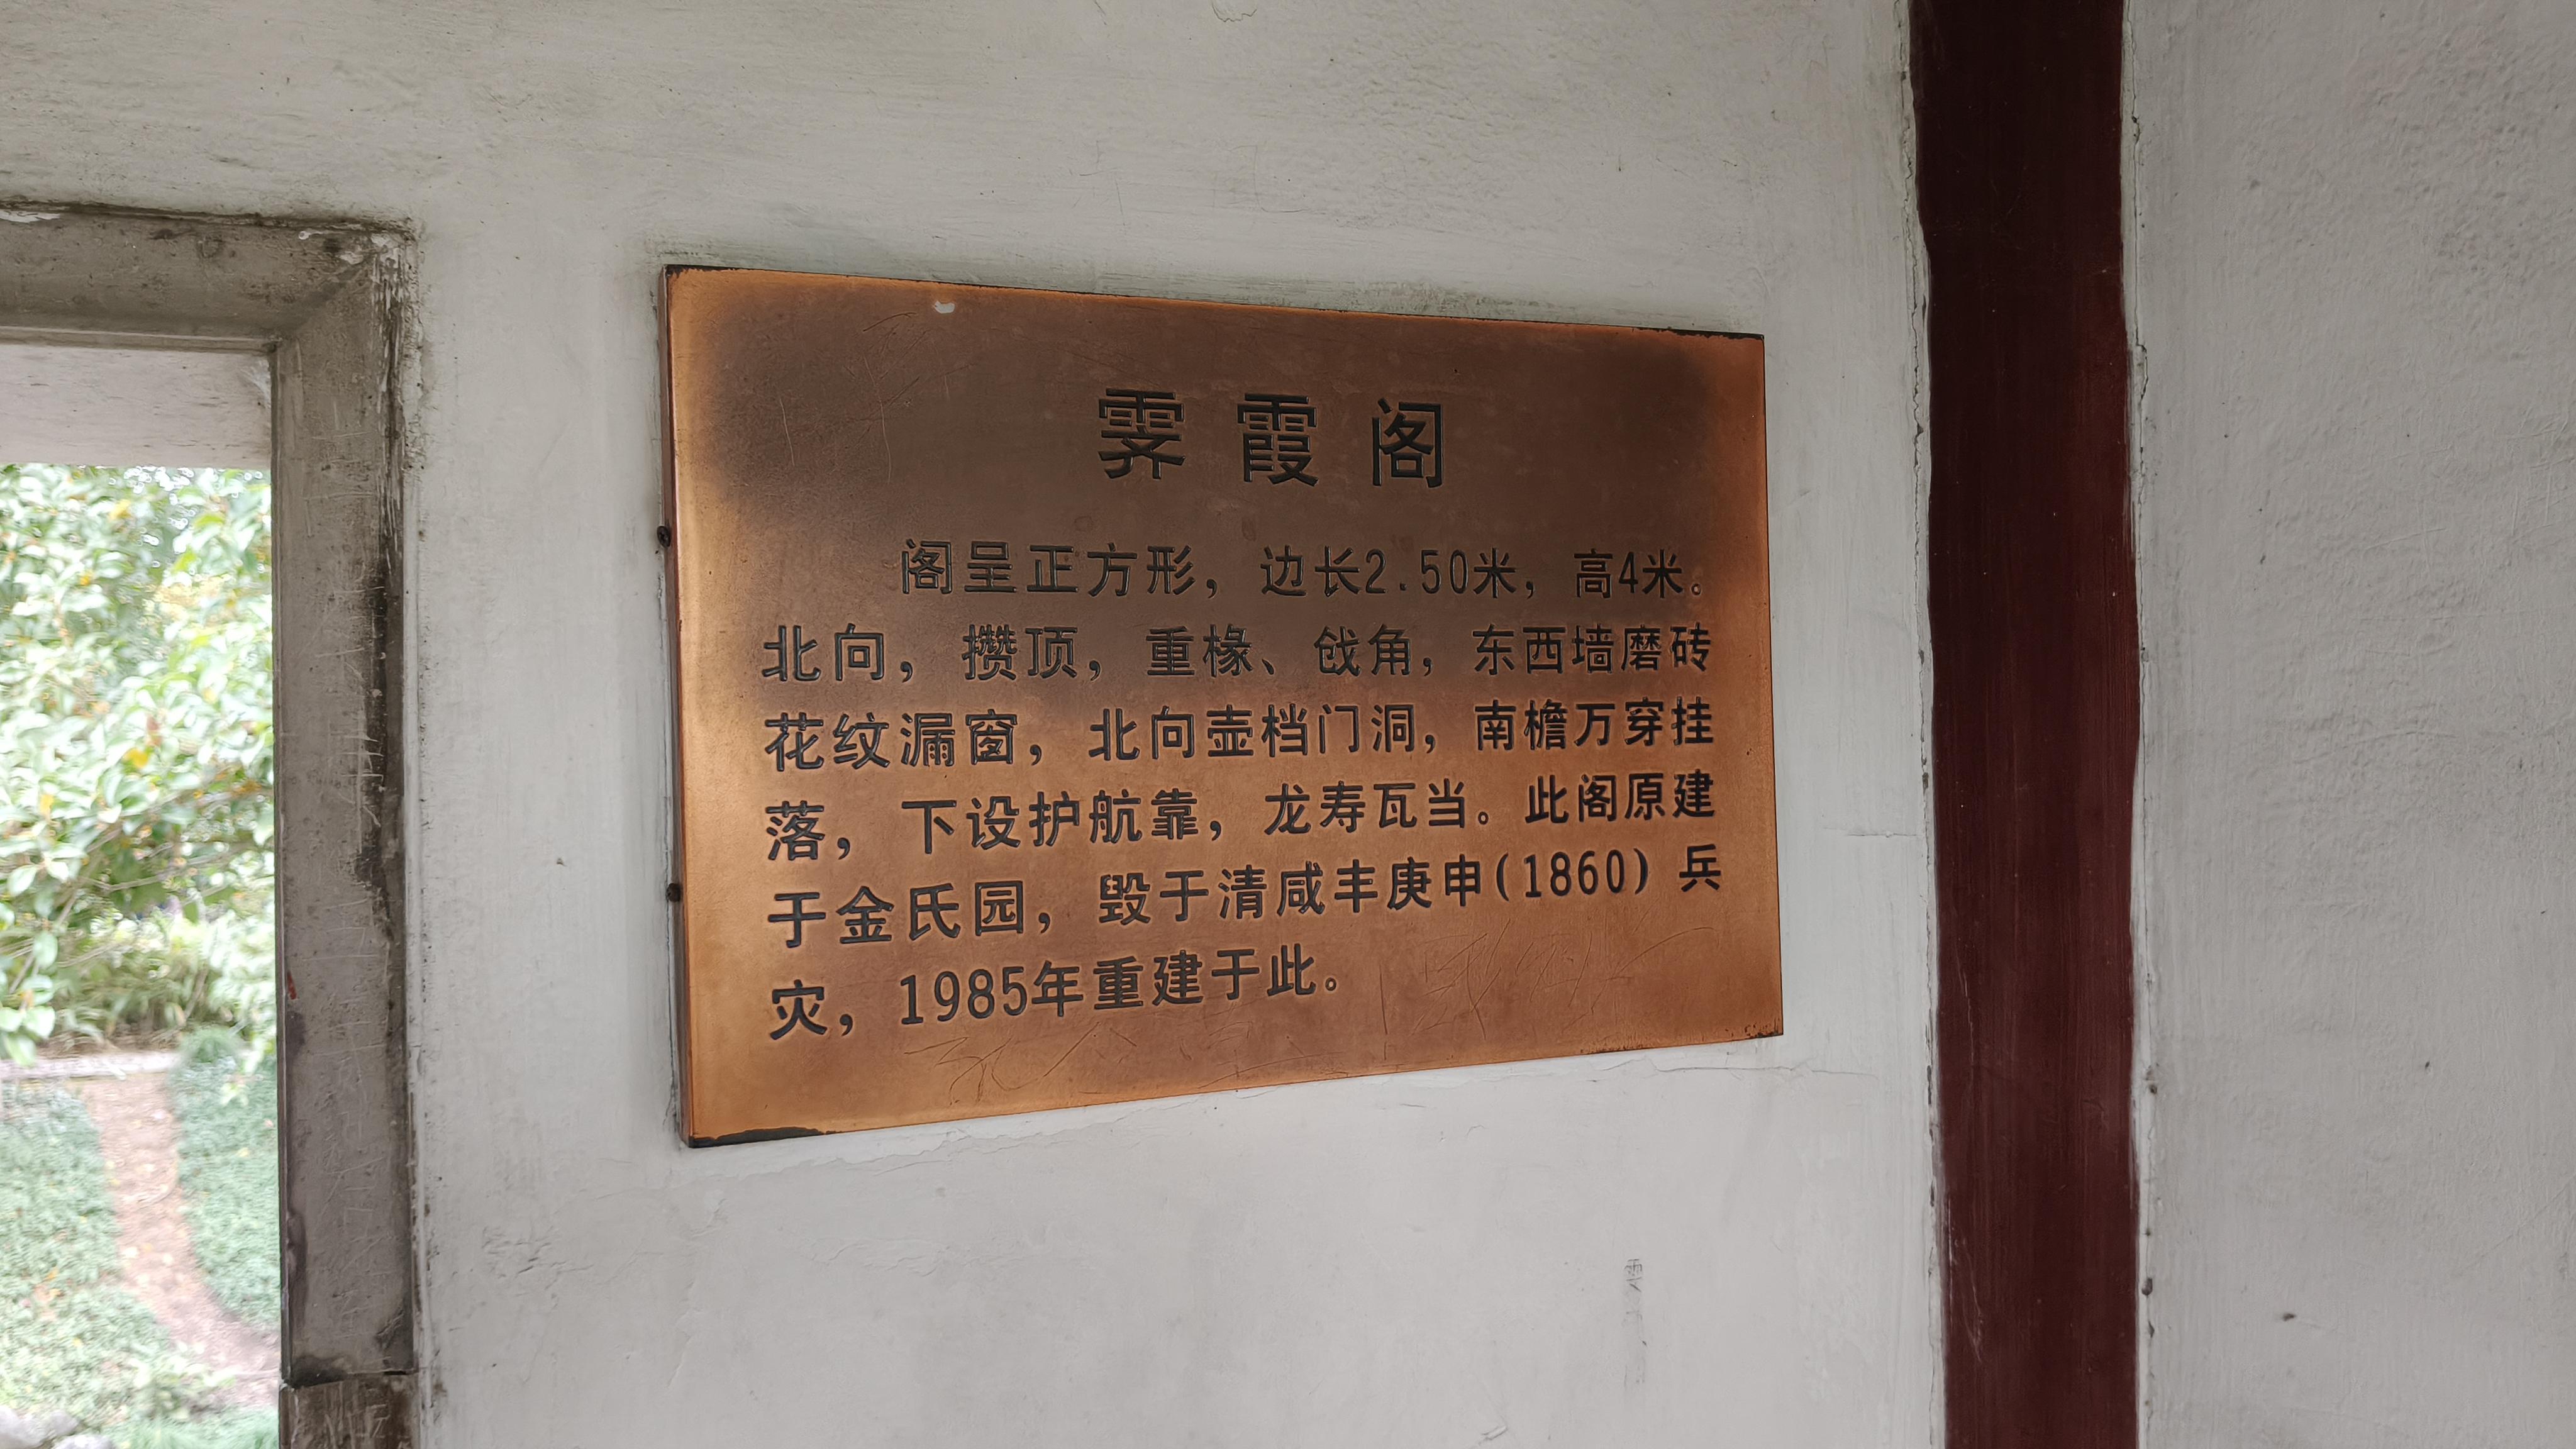 霁霞阁
阁呈正方形，边长2.50米，高4米。
北向，攒顶，重椽、戗角，东西墙磨砖
花纹漏窗，北向壶档门洞，南檐万穿挂
落，下设护航靠，龙寿瓦当。此阁原建
于金氏园，毁于清咸丰庚申(1860)兵
灾，1985年重建于此。